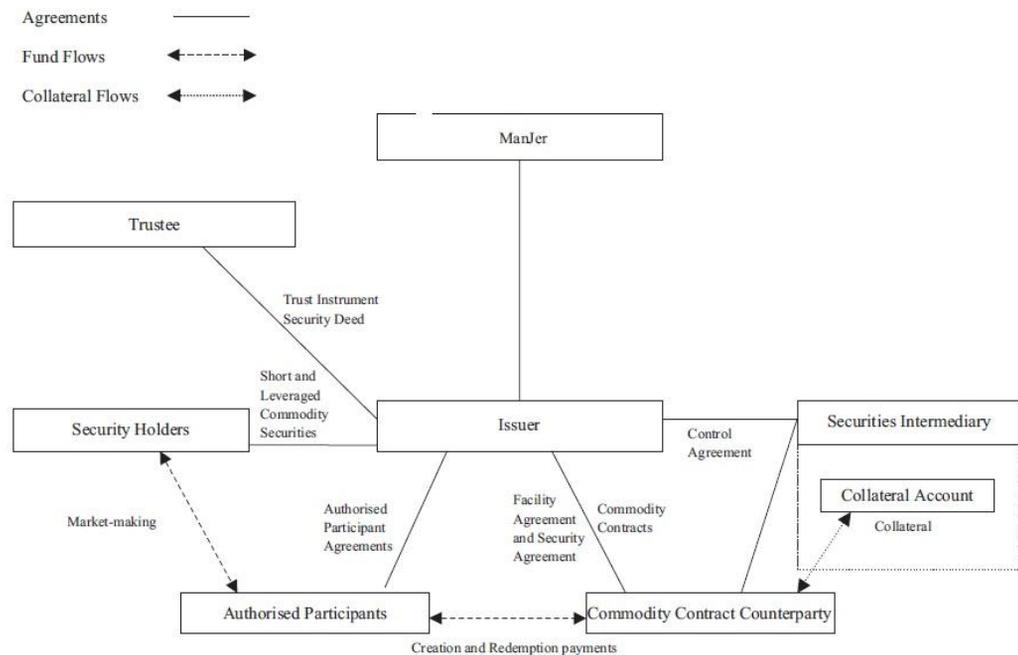 Agreements
Fund Flows
Collateral Flows
ManJer
Trustee
Trust Instrument
Security Deed
Short and
Leveraged
Commodity
Securities
Security Holders
Issuer
Securities Intermediary
Control
Agreement
Collateral Account
Collateral
Market-making
Authorised
Participant
Agreements
Facility
Agreement
and Security
Agreement
Commodity
Contracts
Authorised Participants
Commodity Contract Counterparty
Creation and Redemption payments